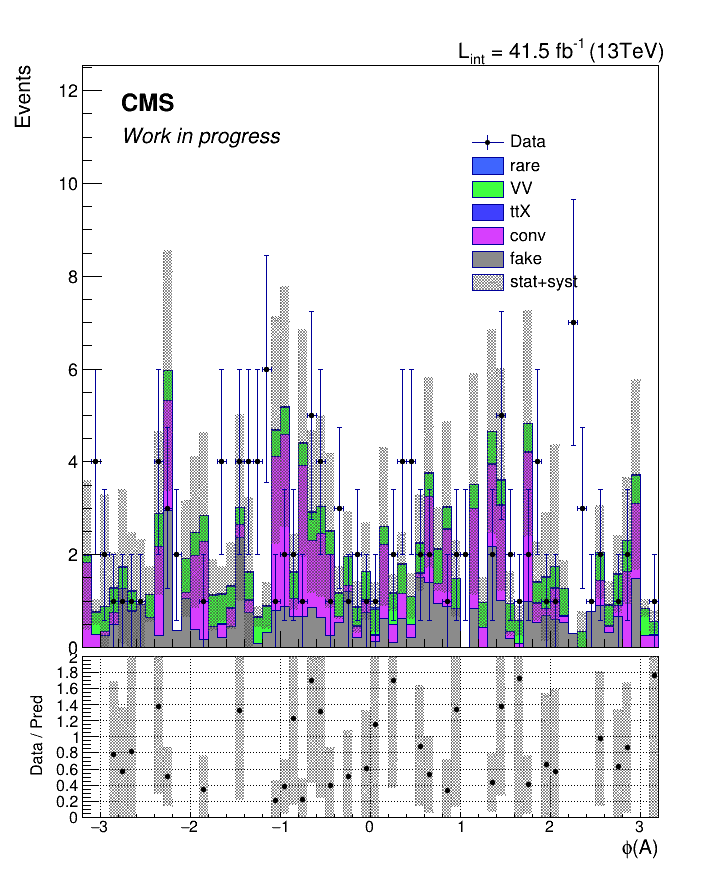 L_int = 41.5 fb^-1 (13TeV)
Events
CMS
Work in progress
Data
rare
VV
ttX
conv
fake
stat+syst
12
10
8
6
4
2
0
Data / Pred
2
1.8
1.6
1.4
1.2
1
0.8
0.6
0.4
0.2
0
−3 −2 −1 0 1 2 3
ϕ(A)